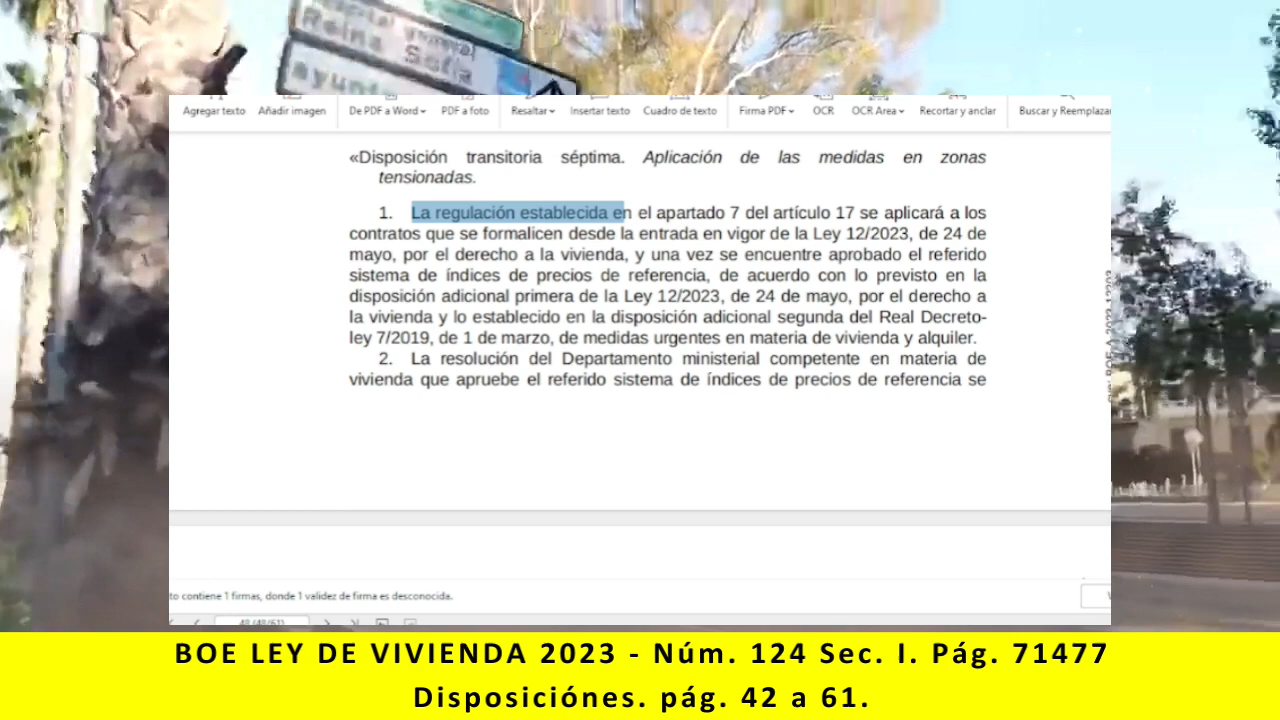 Reina Sofía
Agregar texto Añadir imagen De PDF a Word PDF a foto Resaltar Insertar texto Cuadro de texto Firma PDF OCR OCR Area Recortar y anclar Buscar y Reemplazar
«Disposición transitoria séptima. Aplicación de las medidas en zonas
tensionadas.
1. La regulación establecida en el apartado 7 del artículo 17 se aplicará a los
contratos que se formalicen desde la entrada en vigor de la Ley 12/2023, de 24 de
mayo, por el derecho a la vivienda, y una vez se encuentre aprobado el referido
sistema de índices de precios de referencia, de acuerdo con lo previsto en la
disposición adicional primera de la Ley 12/2023, de 24 de mayo, por el derecho a
la vivienda y lo establecido en la disposición adicional segunda del Real Decreto-
ley 7/2019, de 1 de marzo, de medidas urgentes en materia de vivienda y alquiler.
2. La resolución del Departamento ministerial competente en materia de
vivienda que apruebe el referido sistema de índices de precios de referencia se
to contiene 1 firmas, donde 1 validez de firma es desconocida.
48 (48/61)
BOE LEY DE VIVIENDA 2023 - Núm. 124 Sec. I. Pág. 71477
Disposiciónes. pág. 42 a 61.